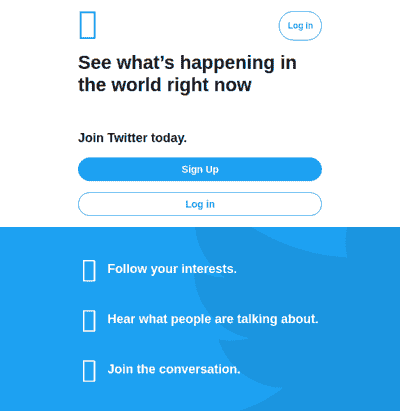 Log in
See what’s happening in
the world right now
Join Twitter today.
Sign Up
Log in
Follow your interests.
Hear what people are talking about.
Join the conversation.